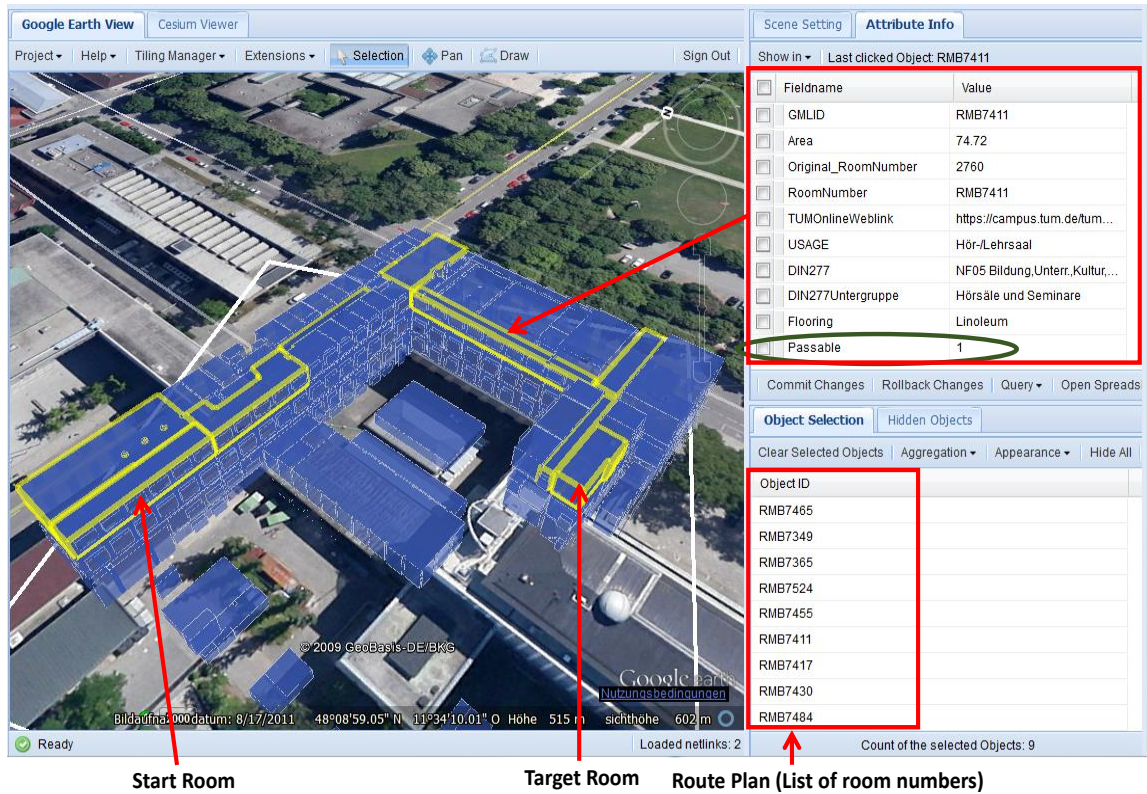 Google Earth View Cesium Viewer
Project Help Tiling Manager Extensions Selection Pan Draw Sign Out
N
© 2009 GeoBasis-DE/BKG
Google earth
Nutzungsbedingungen
48°08'59.05" N 11°34'10.01" O Höhe 515 m sichthöhe 602 m
Ready Loaded netlinks: 2
Scene Setting Attribute Info
Show in Last clicked Object: RMB7411
Fieldname Value
GMLID RMB7411
Area 74.72
Original_RoomNumber 2760
RoomNumber RMB7411
TUMOnlineWeblink https://campus.tum.de/tum...
USAGE Hör-/Lehrsaal
DIN277 NF05 Bildung,Unterr.,Kultur,...
DIN277Untergruppe Hörsäle und Seminare
Flooring Linoleum
Passable 1
Commit Changes Rollback Changes Query Open Spreads
Object Selection Hidden Objects
Clear Selected Objects Aggregation Appearance Hide All
Object ID
RMB7465
RMB7349
RMB7365
RMB7524
RMB7455
RMB7411
RMB7417
RMB7430
RMB7484
Count of the selected Objects: 9
Start Room
Target Room
Route Plan (List of room numbers)